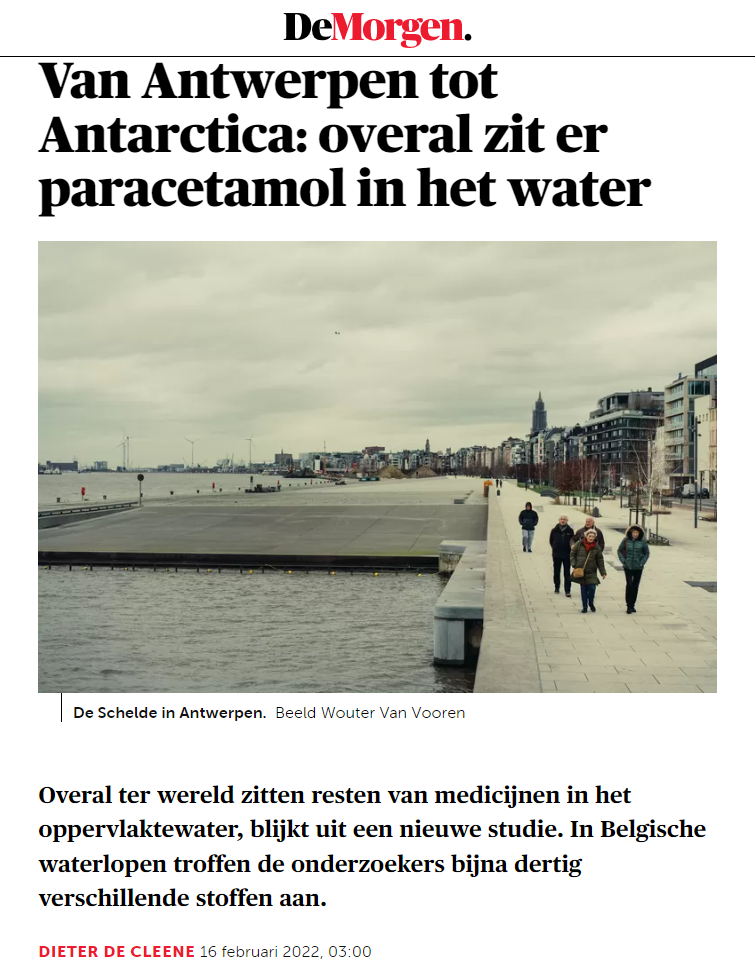 DeMorgen.
Van Antwerpen tot
Antarctica: overal zit er
paracetamol in het water
De Schelde in Antwerpen. Beeld Wouter Van Vooren
Overal ter wereld zitten resten van medicijnen in het
oppervlaktewater, blijkt uit een nieuwe studie. In Belgische
waterlopen troffen de onderzoekers bijna dertig
verschillende stoffen aan.
DIETER DE CLEENE 16 februari 2022, 03:00